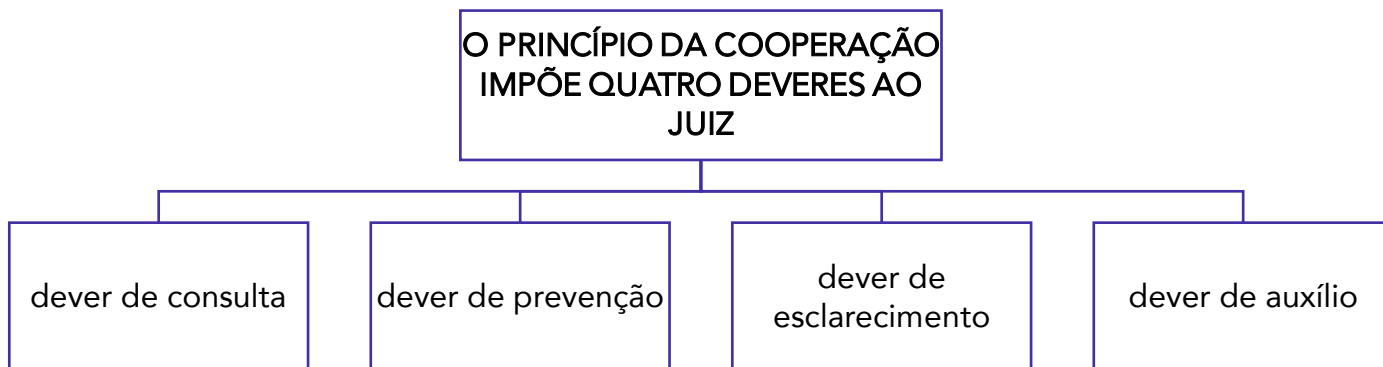 O PRINCÍPIO DA COOPERAÇÃO
IMPÕE QUATRO DEVERES AO
JUIZ
dever de consulta
dever de prevenção
dever de
esclarecimento
dever de auxílio